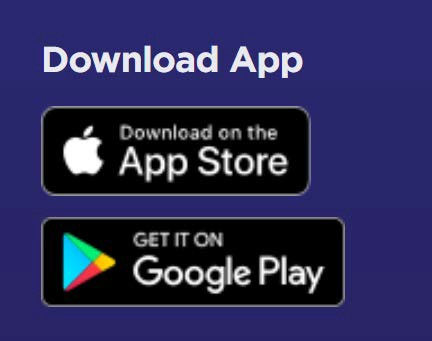 Download App
Download on the
App Store
GET IT ON
Google Play